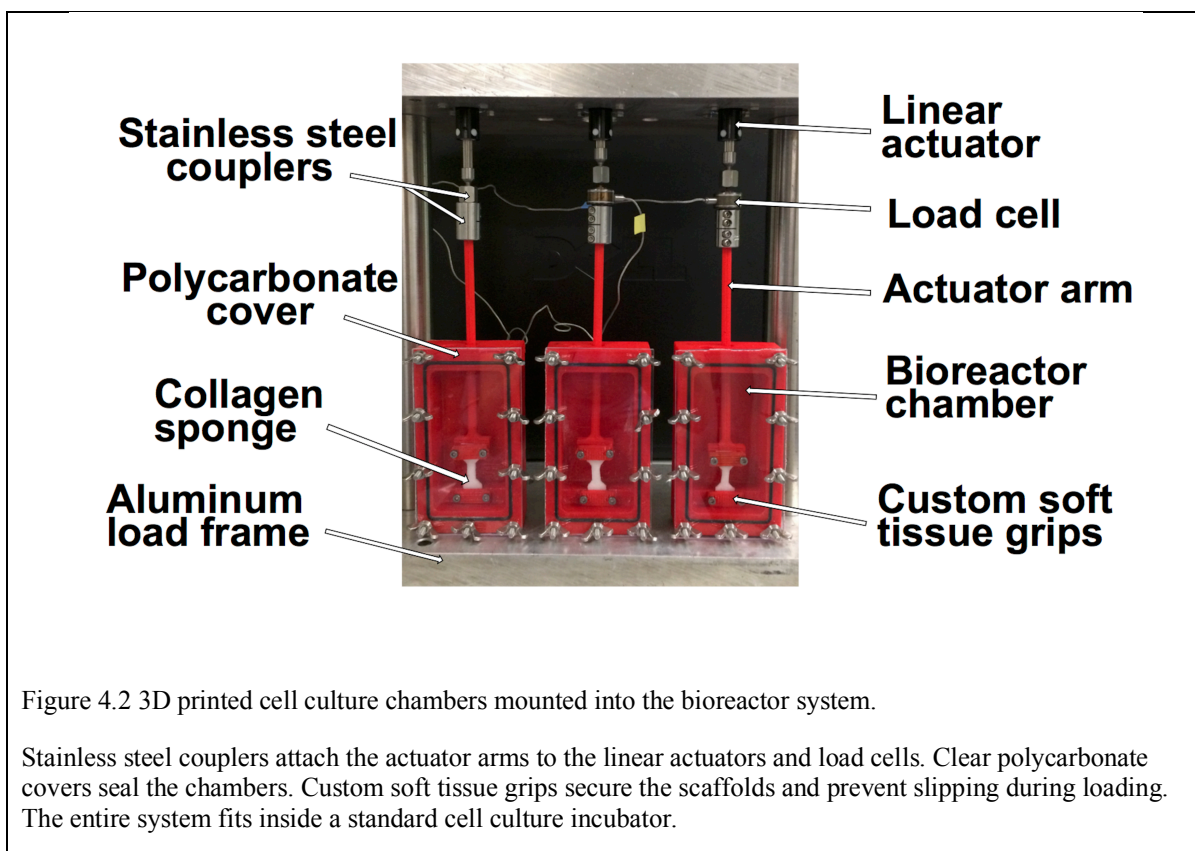 Stainless steel
couplers
Polycarbonate
cover
Collagen
sponge
Aluminum
load frame
Linear
actuator
Load cell
Actuator arm
Bioreactor
chamber
Custom soft
tissue grips
Figure 4.2 3D printed cell culture chambers mounted into the bioreactor system.
Stainless steel couplers attach the actuator arms to the linear actuators and load cells. Clear polycarbonate
covers seal the chambers. Custom soft tissue grips secure the scaffolds and prevent slipping during loading.
The entire system fits inside a standard cell culture incubator.